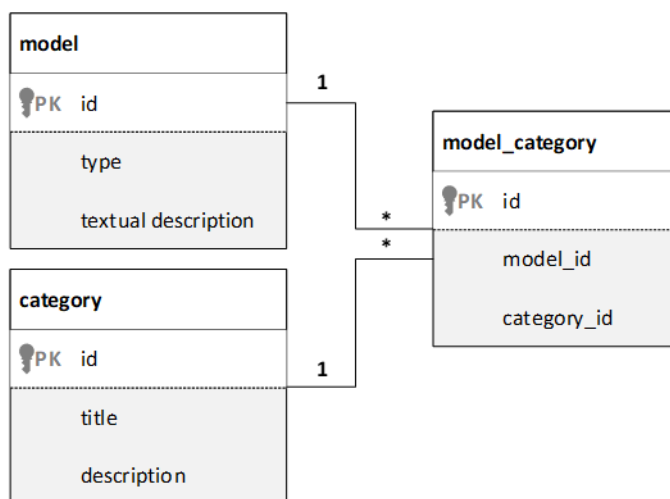 model
PK id
type
textual description
1
*
model_category
PK id
model_id
category_id
category
PK id
title
description
1
*